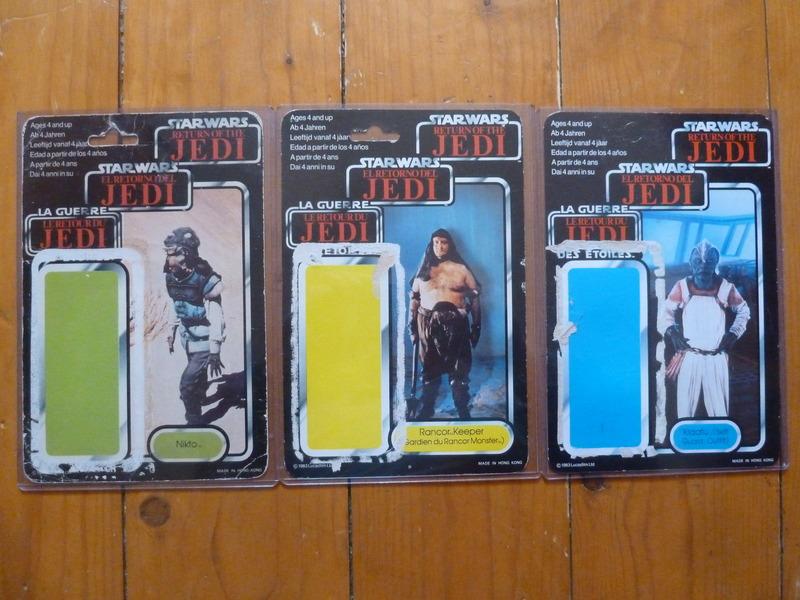 Ages 4 and up
Ab 4 Jahren
Leeftijd vanaf 4 jaar
Edad a partir de los 4 años
A partir de 4 ans
Dai 4 anni in su
STAR WARS
RETURN OF THE
JEDI
STAR WARS
EL RETORNO DEL
JEDI
LA GUERRE
LE RETOUR DU
JEDI
Nikto
MADE IN HONG KONG
Ages 4 and up
Ab 4 Jahren
Leeftijd vanaf 4 jaar
Edad a partir de los 4 años
A partir de 4 ans
Dai 4 anni in su
STAR WARS
RETURN OF THE
JEDI
STAR WARS
EL RETORNO DEL
JEDI
LA GUERRE
LE RETOUR DU
JEDI
Rancor Keeper
(Gardien du Rancor Monster)
© 1983 Lucasfilm Ltd
MADE IN HONG KONG
Ages 4 and up
Ab 4 Jahren
Leeftijd vanaf 4 jaar
Edad a partir de los 4 años
A partir de 4 ans
Dai 4 anni in su
STAR WARS
RETURN OF THE
JEDI
STAR WARS
EL RETORNO DEL
JEDI
LA GUERRE
LE RETOUR DU
JEDI
DES ÉTOILES
Klaatu (Skiff
Guard Outfit)
© 1983 Lucasfilm Ltd
MADE IN HONG KONG